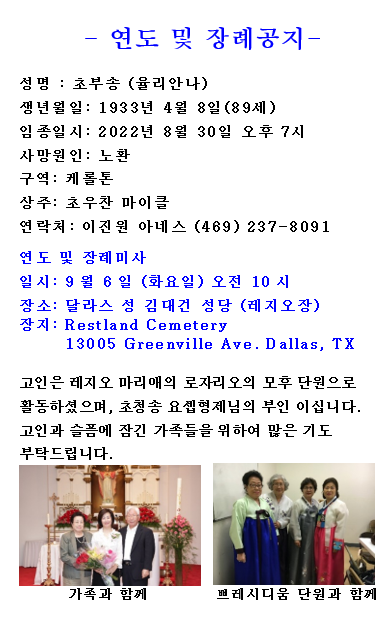 - 연도 및 장례공지-
성명 : 초부송 (율리안나)
생년월일: 1933년 4월 8일(89세)
임종일시: 2022년 8월 30일 오후 7시
사망원인: 노환
구역: 케롤톤
상주: 초우찬 마이클
연락처: 이진원 아네스 (469) 237-8091
연도 및 장례미사
일시: 9월 6일 (화요일) 오전 10시
장소: 달라스 성 김대건 성당 (레지오장)
장지: Restland Cemetery
13005 Greenville Ave. Dallas, TX
고인은 레지오 마리애의 로자리오의 모후 단원으로
활동하셨으며, 초청송 요셉형제님의 부인 이십니다.
고인과 슬픔에 잠긴 가족들을 위하여 많은 기도
부탁드립니다.
가족과 함께
쁘레시디움 단원과 함께